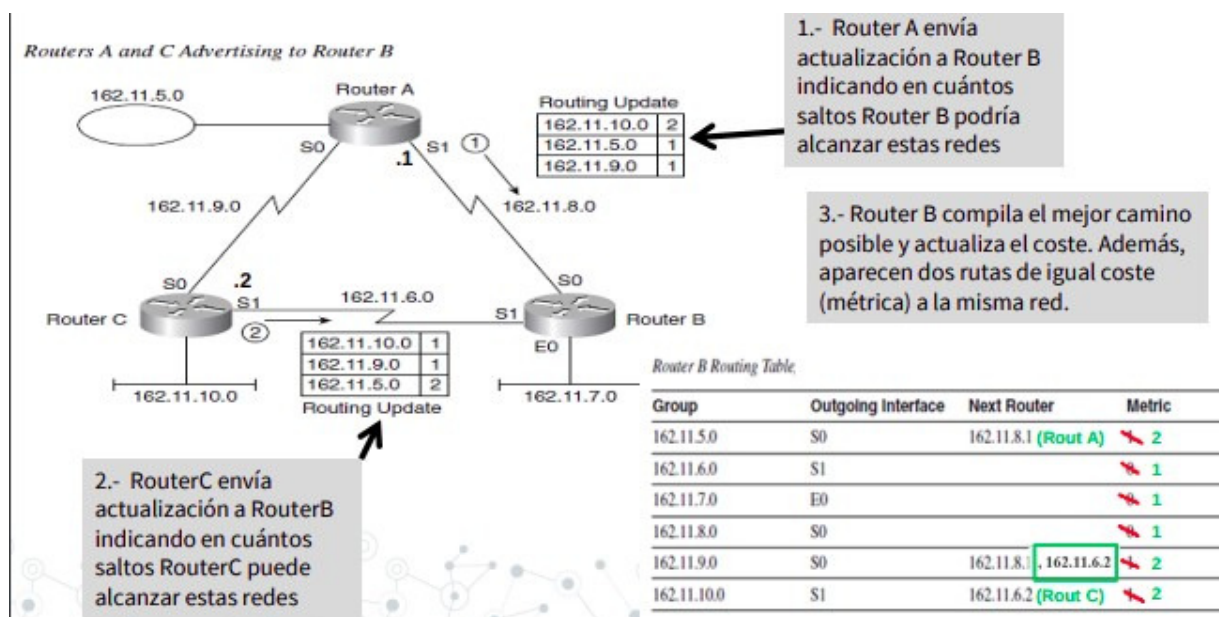 Routers A and C Advertising to Router B
1.- Router A envía
actualización a Router B
indicando en cuántos
saltos Router B podría
alcanzar estas redes
162.11.5.0
Router A
Routing Update
162.11.10.0 2
162.11.5.0 1
162.11.9.0 1
S0
.1
S1
1
162.11.9.0
162.11.8.0
3.- Router B compila el mejor camino
posible y actualiza el coste. Además,
aparecen dos rutas de igual coste
(métrica) a la misma red.
S0
.2
S1
162.11.6.0
S0
S1
Router C
Router B
2
E0
162.11.10.0 1
162.11.9.0 1
162.11.5.0 2
Routing Update
162.11.10.0
162.11.7.0
2.- RouterC envía
actualización a RouterB
indicando en cuántos
saltos RouterC puede
alcanzar estas redes
Router B Routing Table
Group Outgoing Interface Next Router Metric
162.11.5.0 S0 162.11.8.1 (Rout A) 2
162.11.6.0 S1 1
162.11.7.0 E0 1
162.11.8.0 S0 1
162.11.9.0 S0 162.11.8.1 , 162.11.6.2 2
162.11.10.0 S1 162.11.6.2 (Rout C) 2